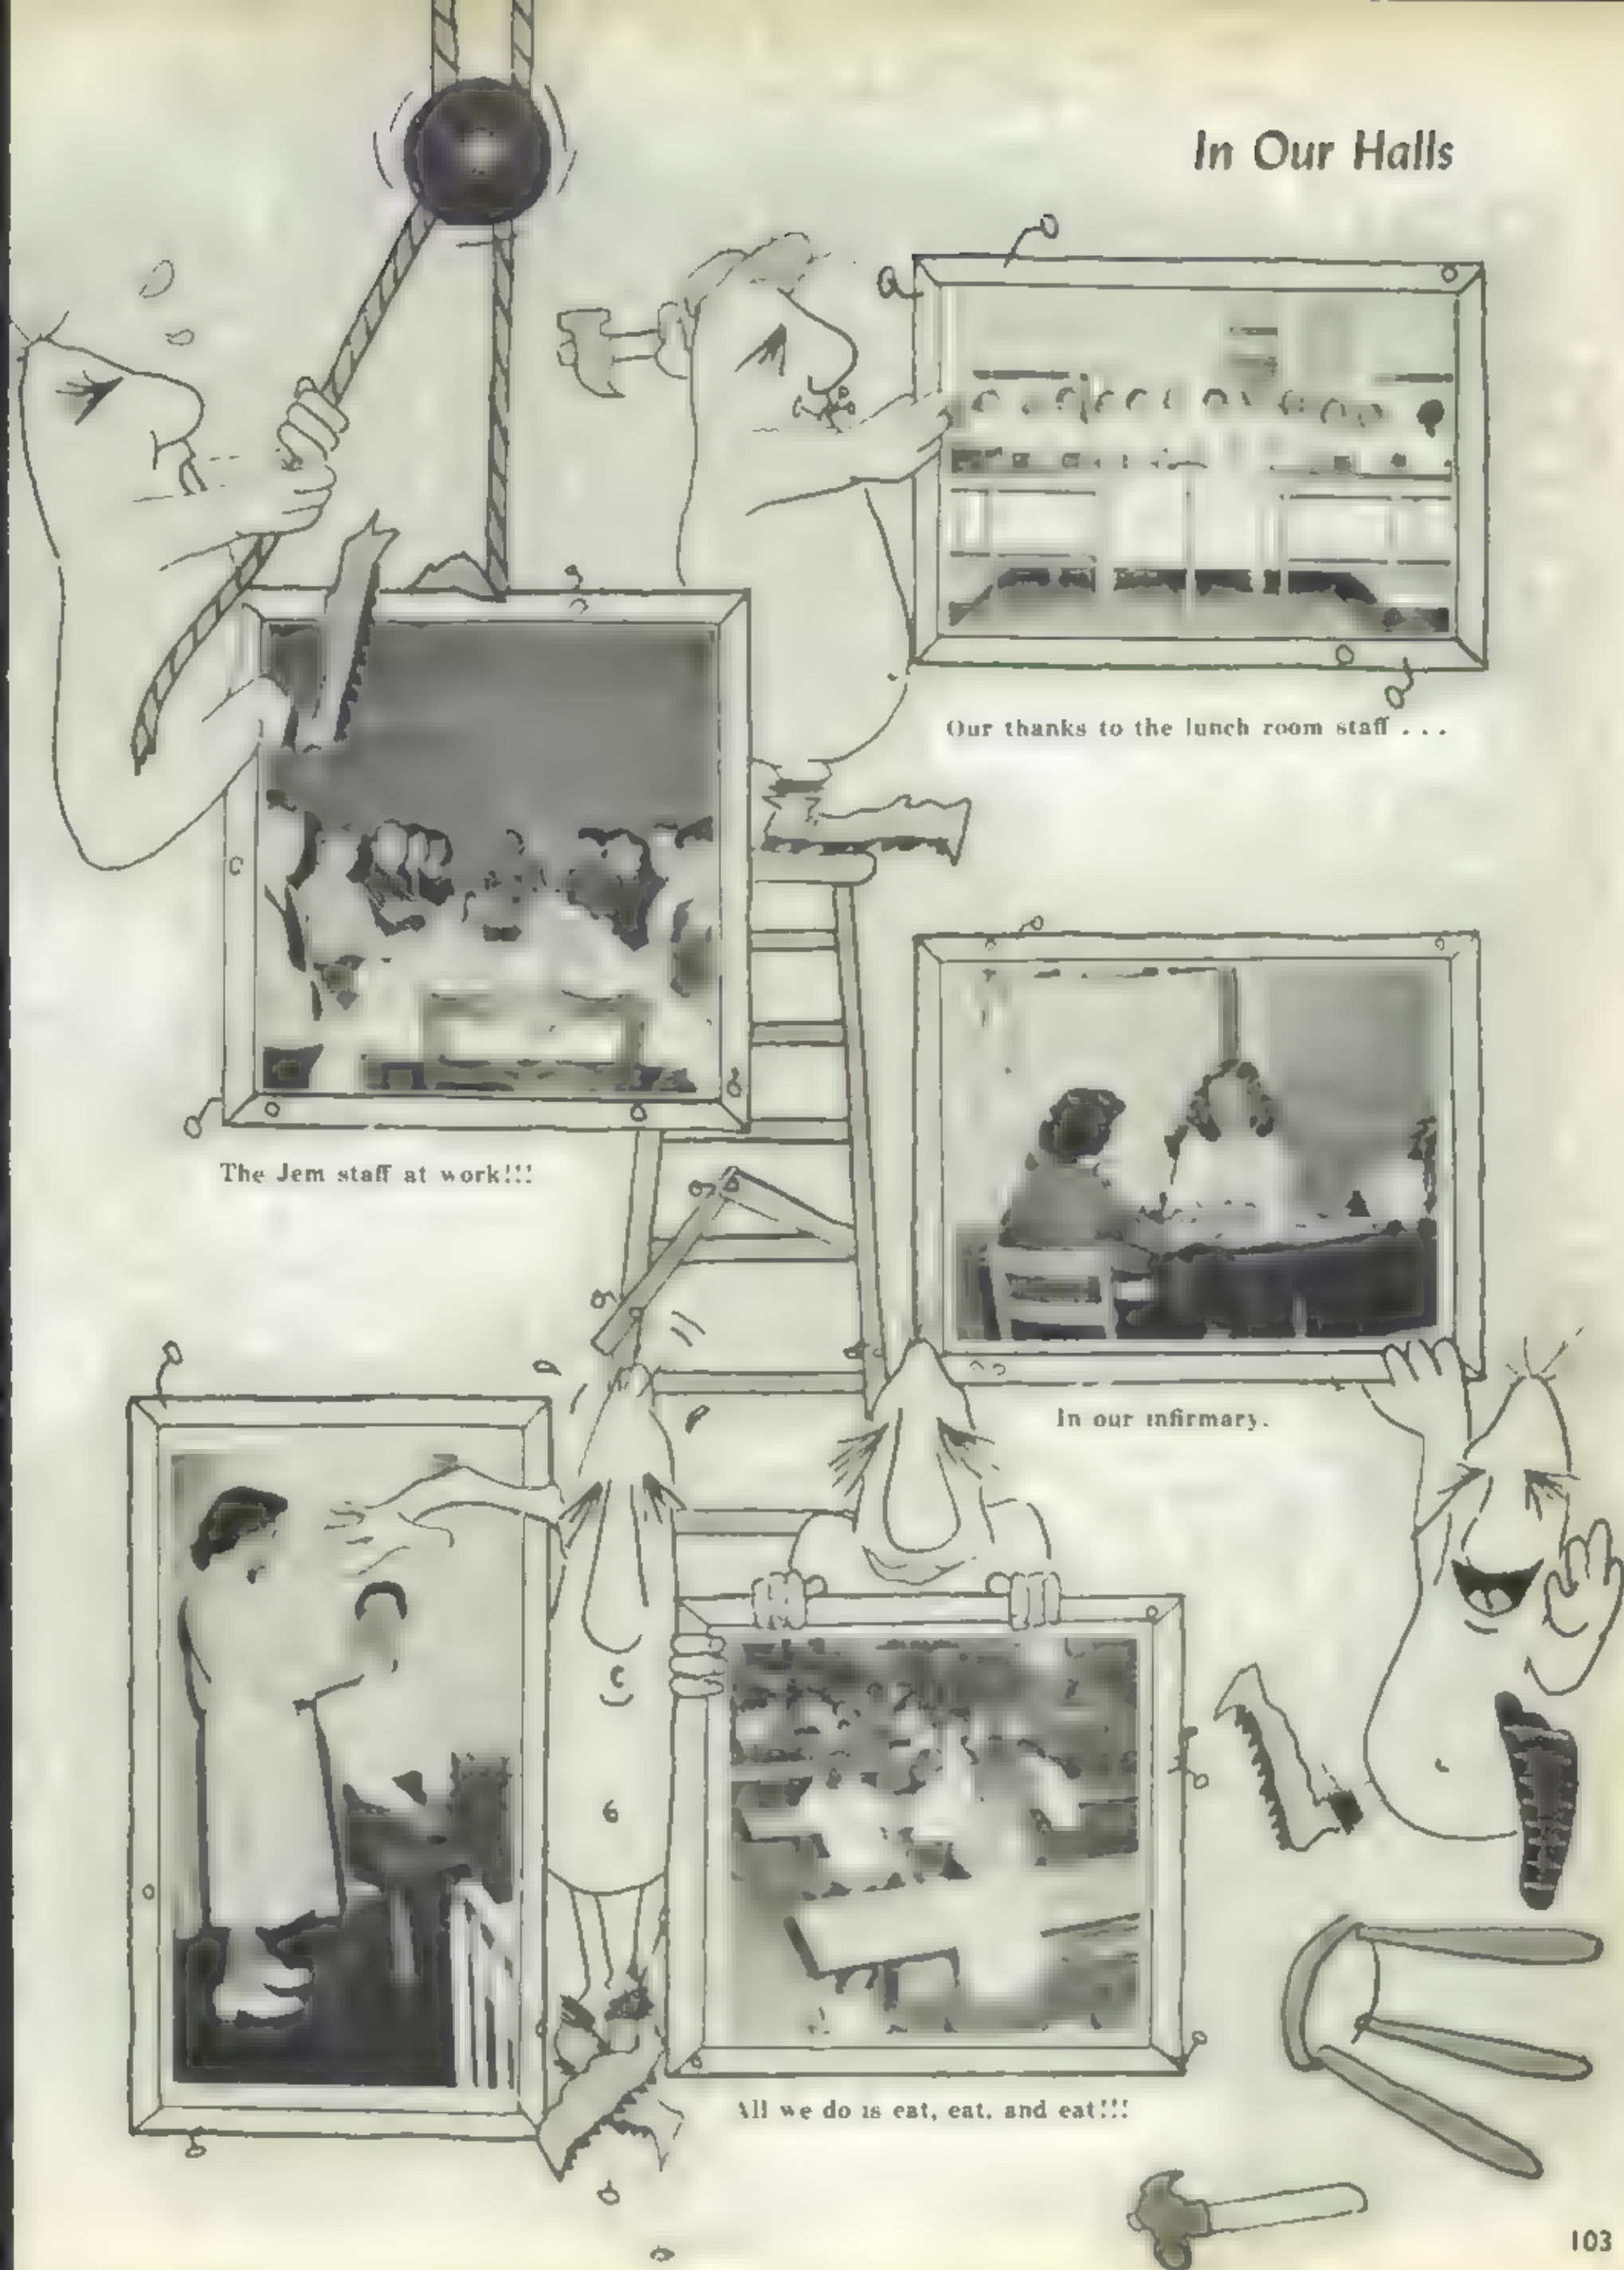 In Our Halls
Our thanks to the lunch room staff . . .
The Jem staff at work!!!
In our infirmary.
All we do is eat, eat, and eat!!!
103